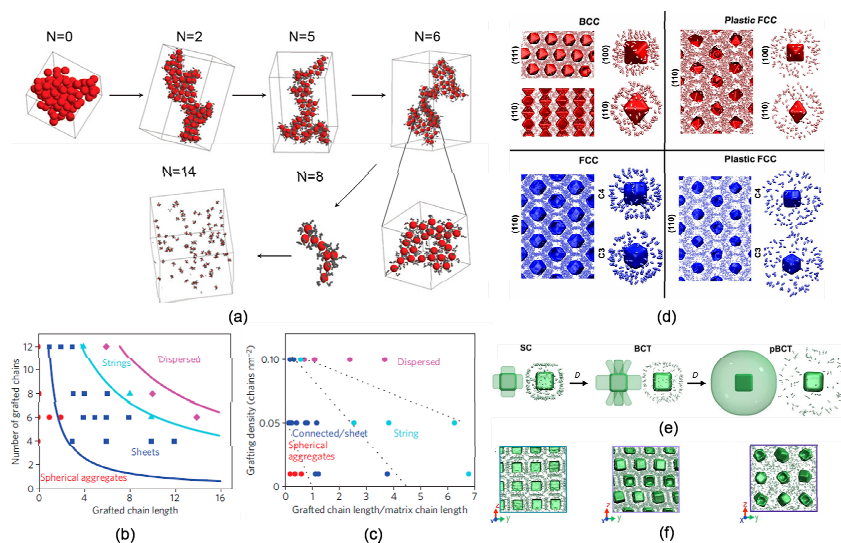 N=0
N=2
N=5
N=6
N=14
N=8
(a)
BCC
Plastic FCC
(111)
(100)
(110)
(100)
(110)
(110)
(110)
FCC
Plastic FCC
(110)
C4
C3
(110)
C4
C3
(d)
Number of grafted chains
12
10
8
6
4
2
0
Strings
Dispersed
Sheets
Spherical aggregates
0
4
8
12
16
Grafted chain length
(b)
Grafting density (chains nm⁻²)
0.10
0.05
0.01
Dispersed
Connected/sheet
String
Spherical
aggregates
0 1 2 3 4 5 6 7
Grafted chain length/matrix chain length
(c)
SC
BCT
pBCT
D
D
(e)
z
y
z
x
y
z
x
y
(f)